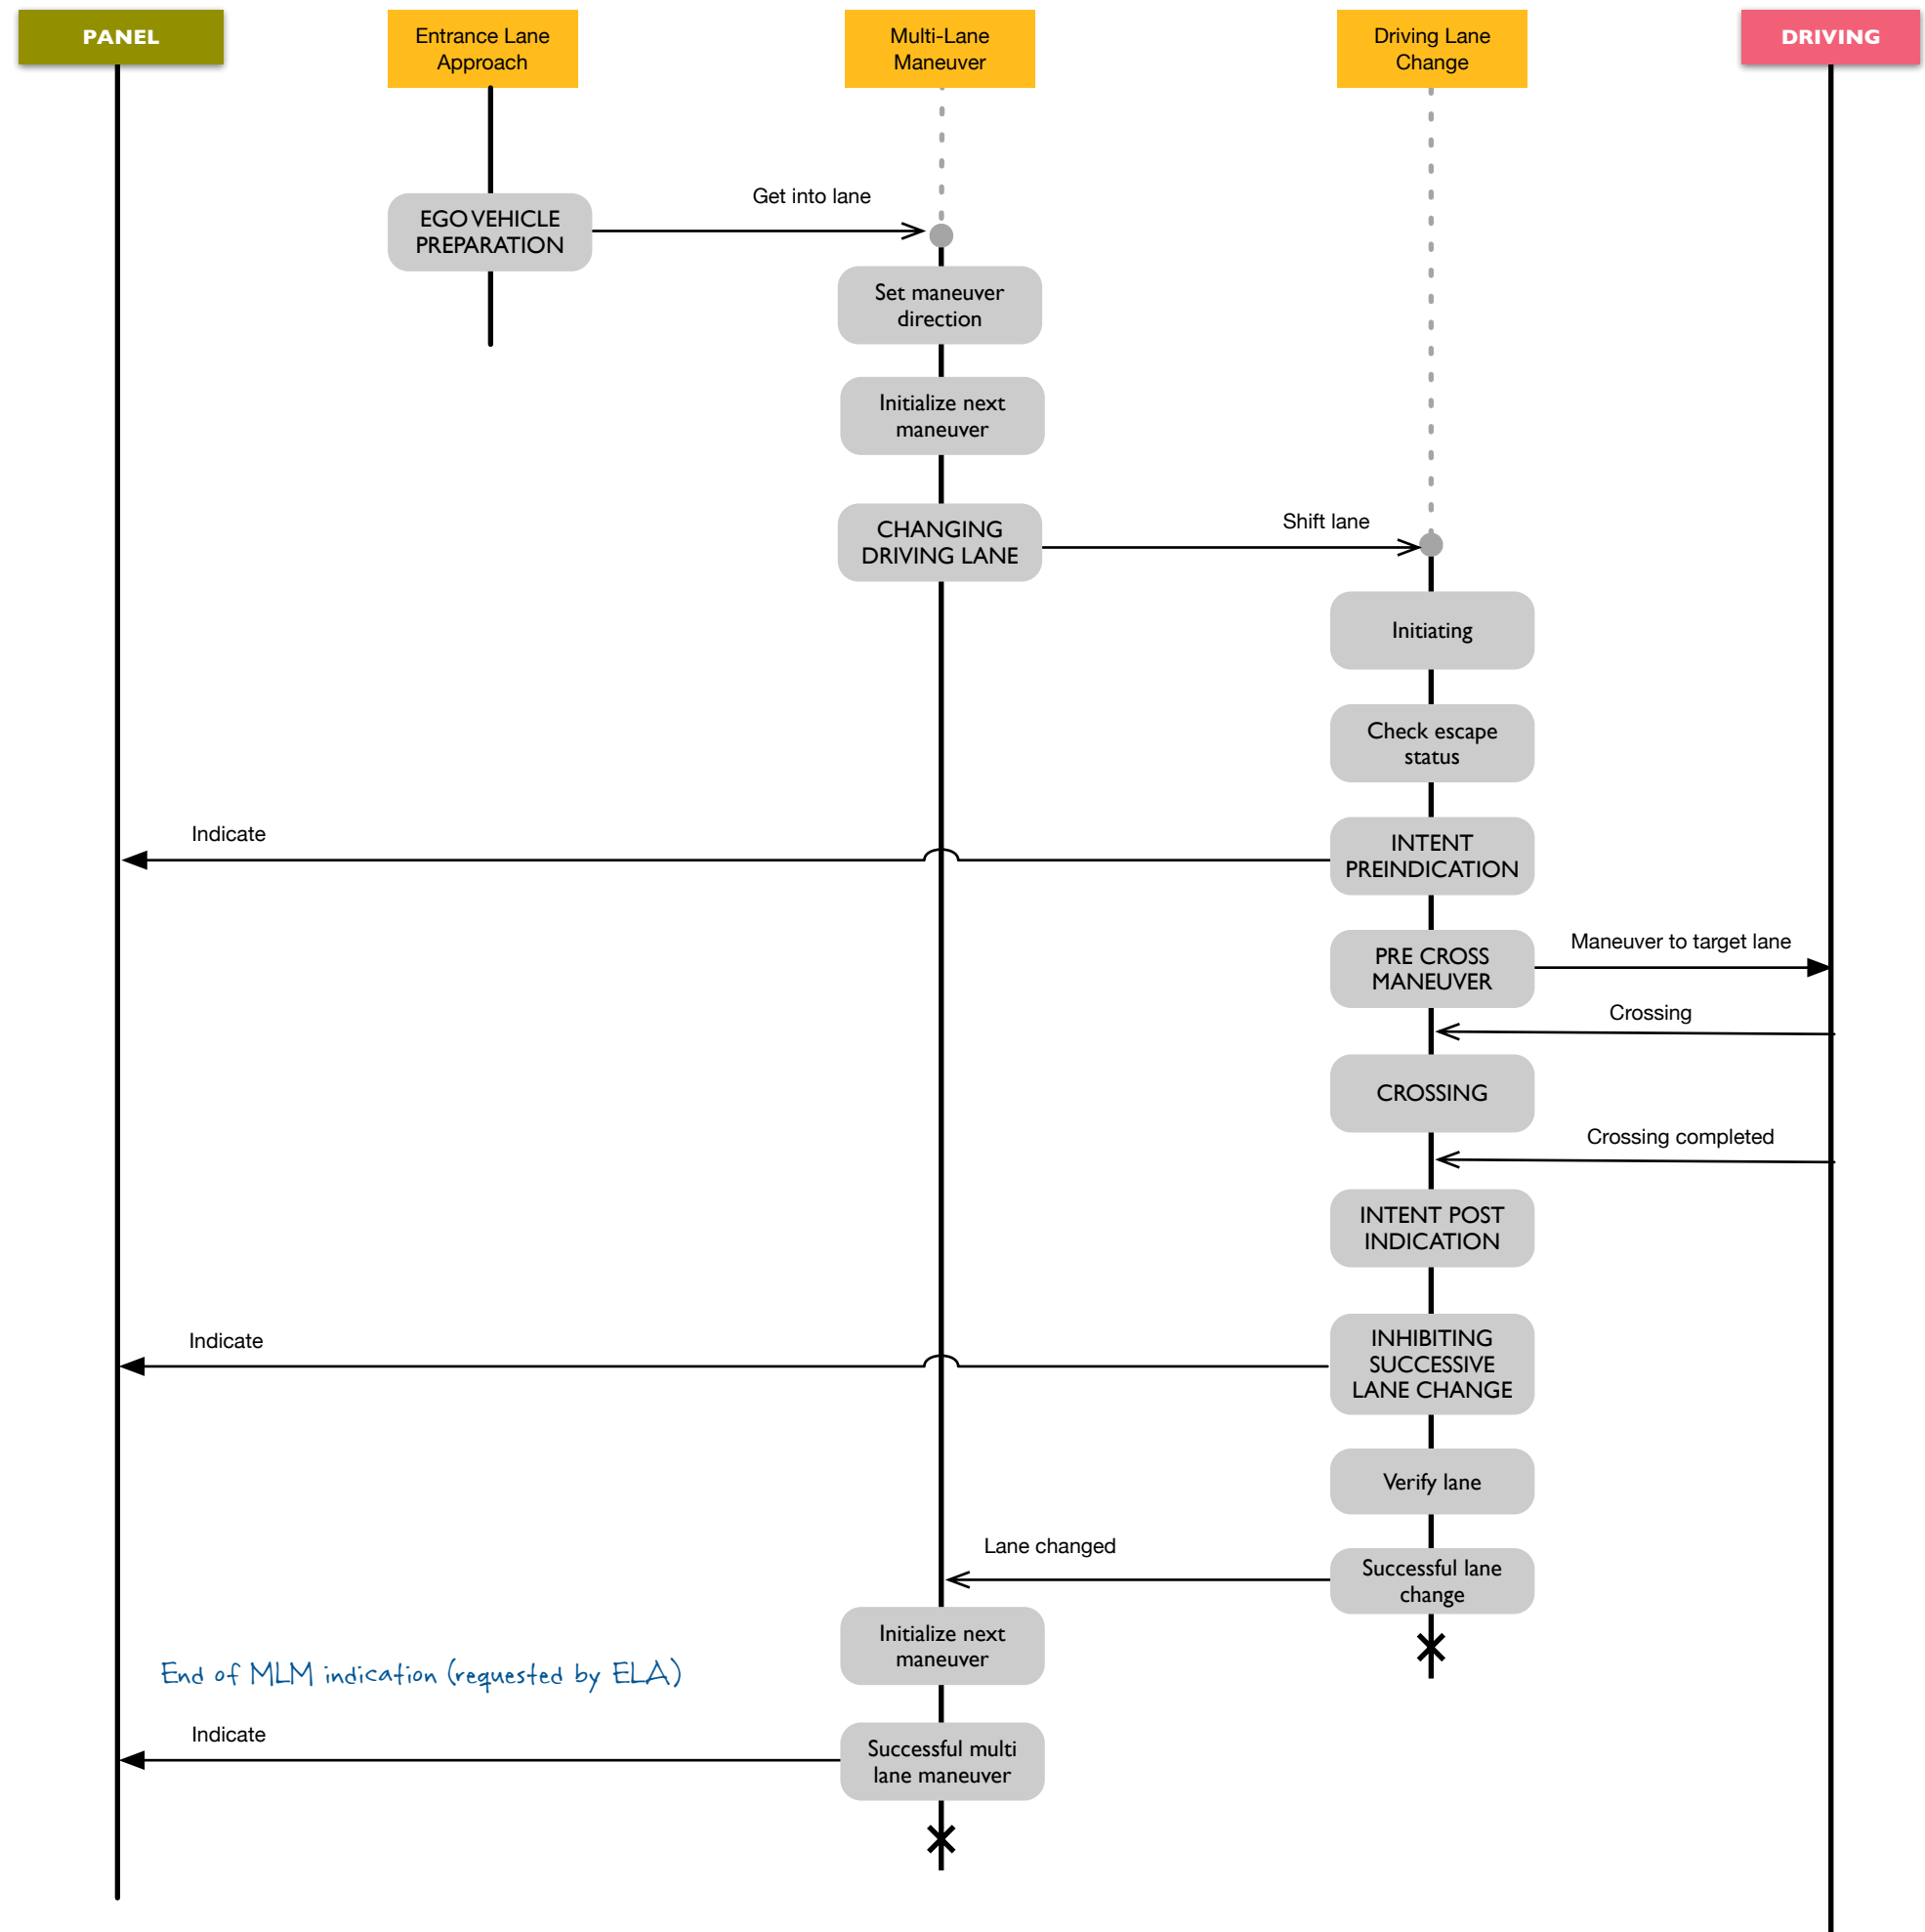 PANEL
Entrance Lane
Approach
Multi-Lane
Maneuver
Driving Lane
Change
DRIVING
Get into lane
EGO VEHICLE
PREPARATION
Set maneuver
direction
Initialize next
maneuver
Shift lane
CHANGING
DRIVING LANE
Initiating
Check escape
status
Indicate
INTENT
PREINDICATION
Maneuver to target lane
PRE CROSS
MANEUVER
Crossing
CROSSING
Crossing completed
INTENT POST
INDICATION
Indicate
INHIBITING
SUCCESSIVE
LANE CHANGE
Verify lane
Lane changed
Successful lane
change
Initialize next
maneuver
End of MLM indication (requested by ELA)
Indicate
Successful multi
lane maneuver